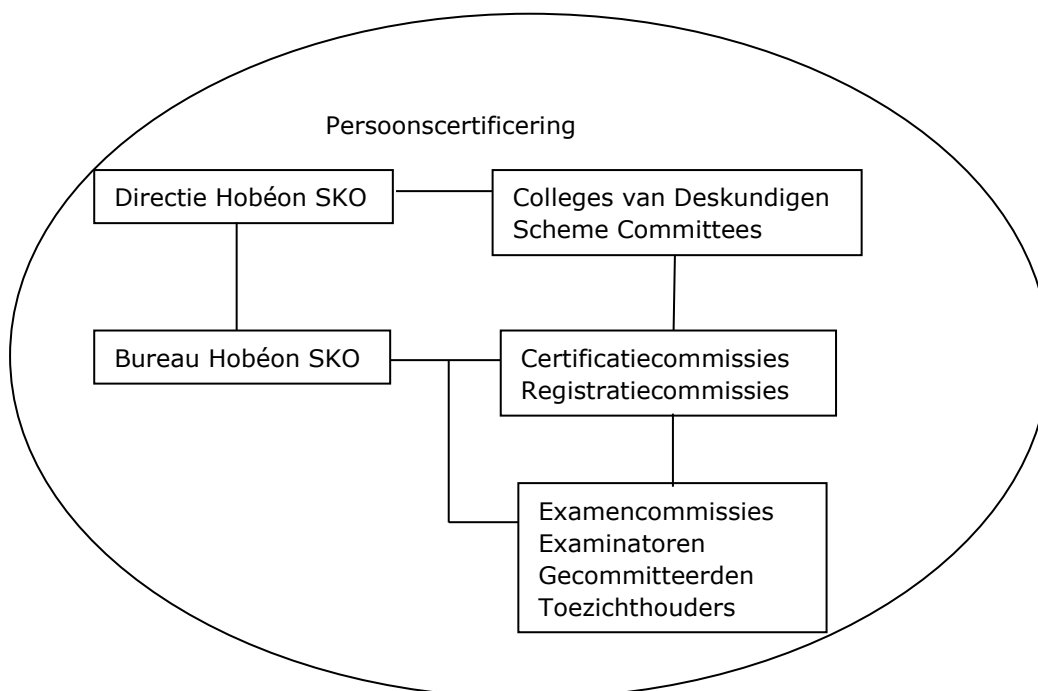 Persoonscertificering
Directie Hobéon SKO
Colleges van Deskundigen
Scheme Committees
Bureau Hobéon SKO
Certificatiecommissies
Registratiecommissies
Examencommissies
Examinatoren
Gecommitteerden
Toezichthouders